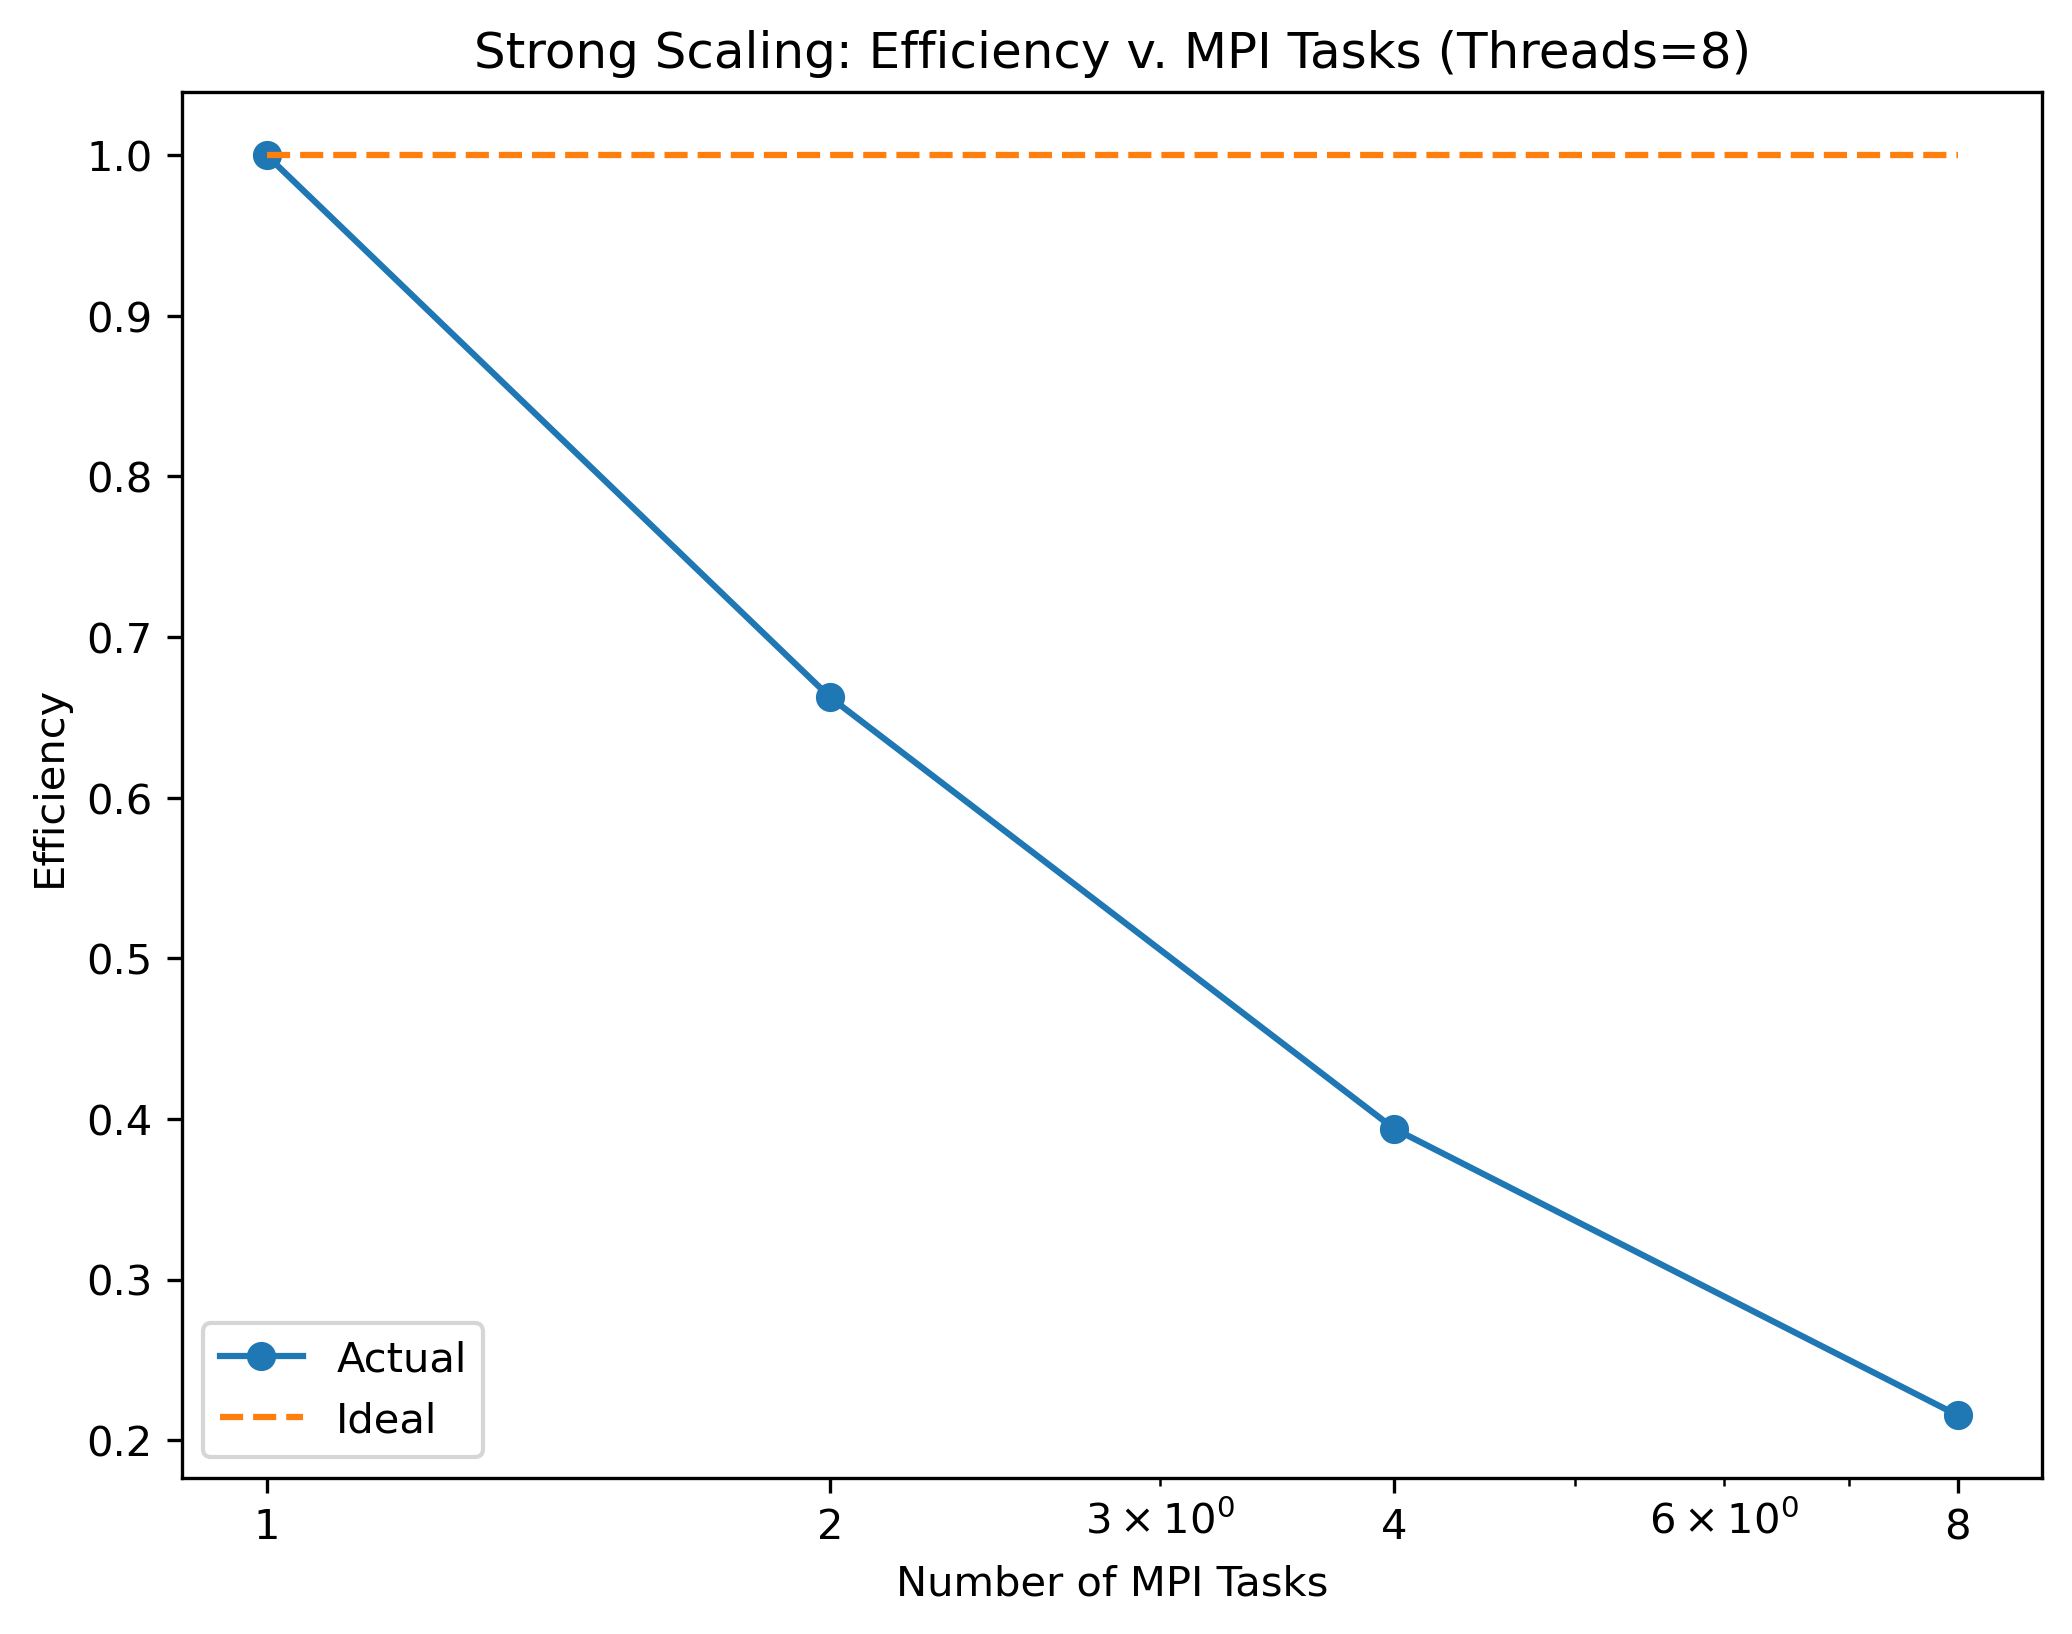 Strong Scaling: Efficiency v. MPI Tasks (Threads=8)
1.0
0.9
0.8
0.7
0.6
0.5
0.4
0.3
0.2
Efficiency
Actual
Ideal
1 2 3 × 10⁰ 4 6 × 10⁰ 8
Number of MPI Tasks